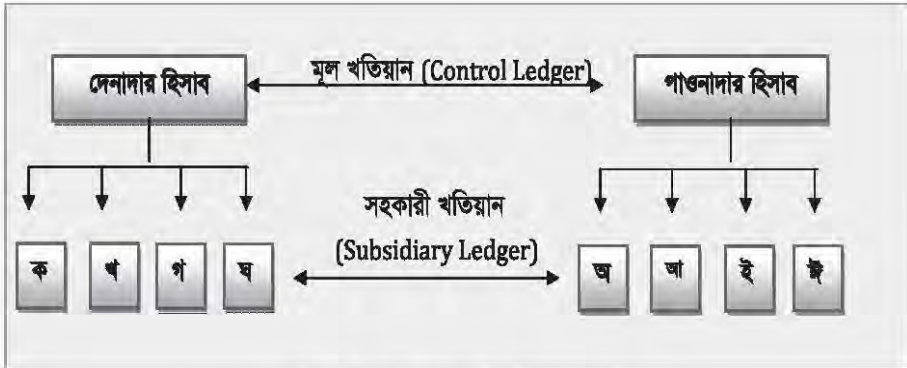 দেনাদার হিসাব
মূল খতিয়ান (Control Ledger)
পাওনাদার হিসাব
সহকারী খতিয়ান
(Subsidiary Ledger)
ক খ গ ঘ
অ আ ই ঈ